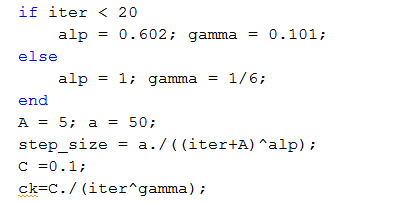 if iter < 20
alp = 0.602; gamma = 0.101;
else
alp = 1; gamma = 1/6;
end
A = 5; a = 50;
step_size = a./((iter+A)^alp);
C =0.1;
ck=C./(iter^gamma);